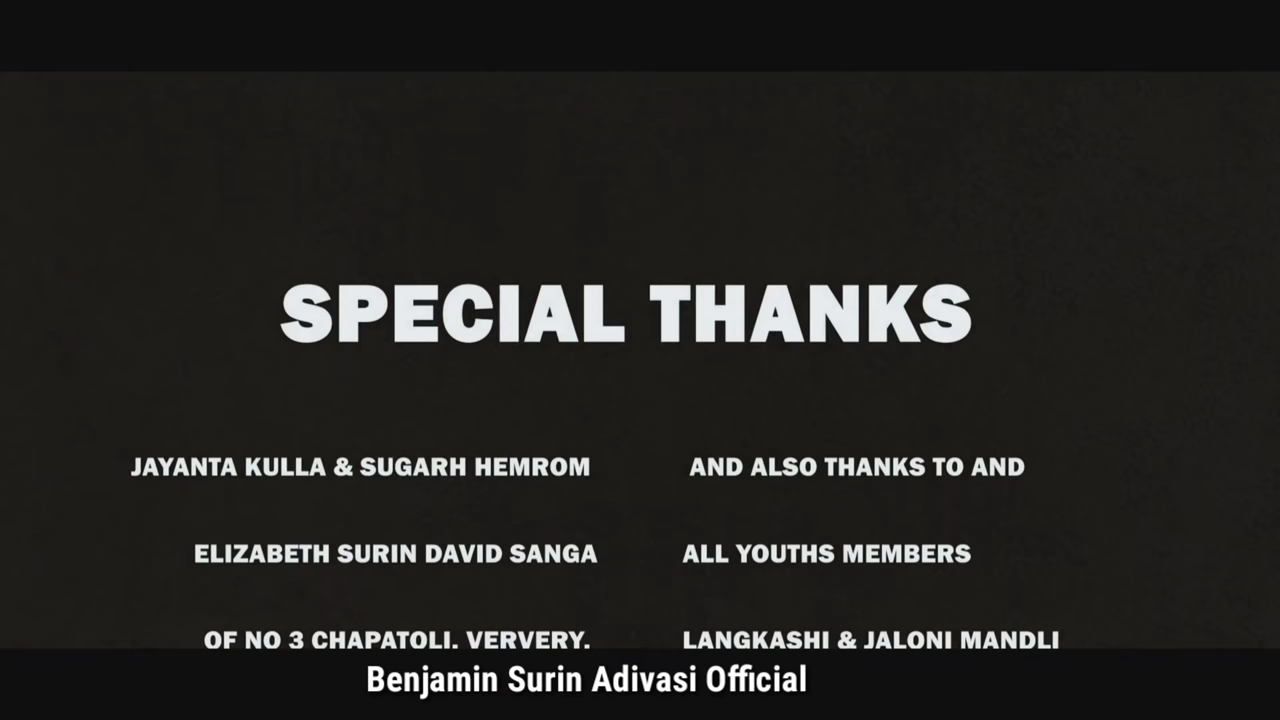 SPECIAL THANKS
JAYANTA KULLA & SUGARH HEMROM AND ALSO THANKS TO AND
ELIZABETH SURIN DAVID SANGA ALL YOUTHS MEMBERS
OF NO 3 CHAPATOLI. VERVERY. LANGKASHI & JALONI MANDLI
Benjamin Surin Adivasi Official